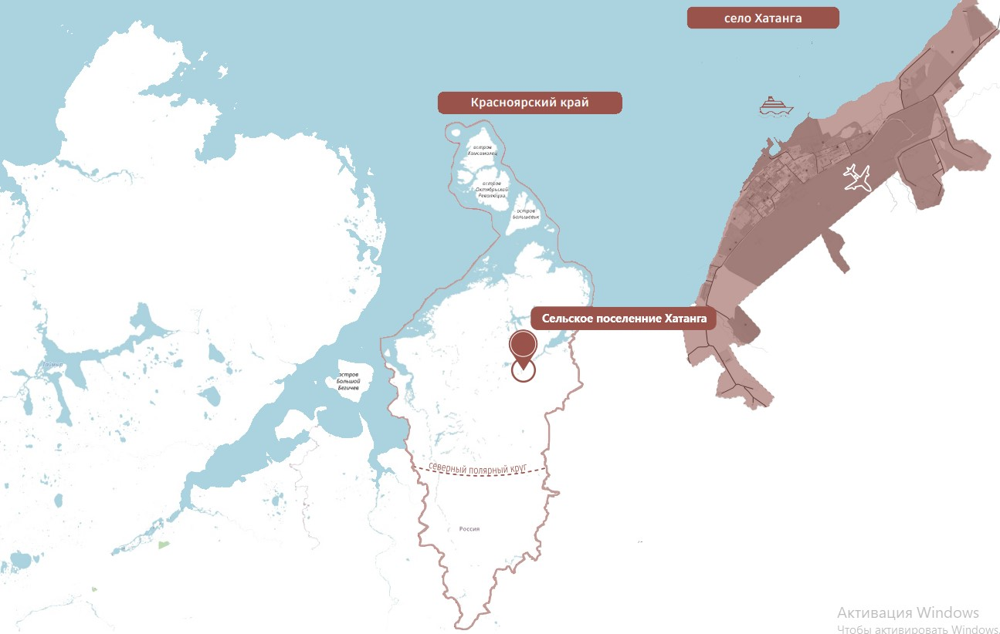 село Хатанга
Красноярский край
остров
Комсомолец
остров
Октябрьской
Революции
остров
Большевик
Сельское поселенние Хатанга
Таймыр
остров
Большой
Бегичев
северный полярный круг
Россия
Активация Windows
Чтобы активировать Windows,